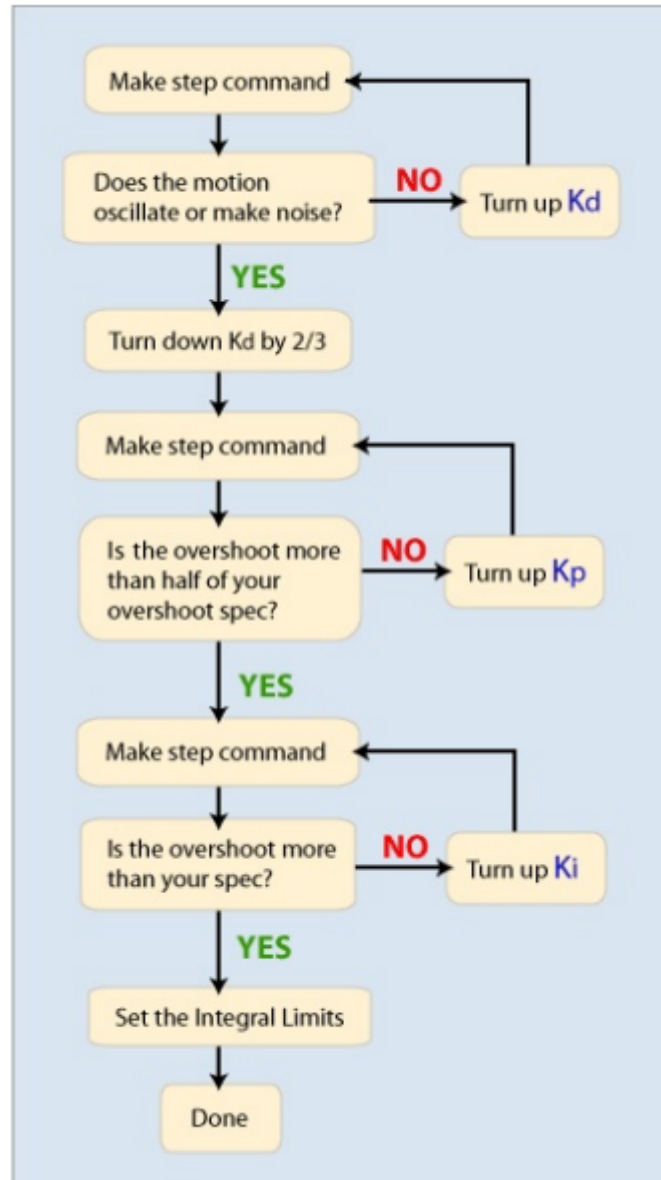 Make step command
Does the motion
oscillate or make noise?
NO
Turn up Kd
YES
Turn down Kd by 2/3
Make step command
Is the overshoot more
than half of your
overshoot spec?
NO
Turn up Kp
YES
Make step command
Is the overshoot more
than your spec?
NO
Turn up Ki
YES
Set the Integral Limits
Done